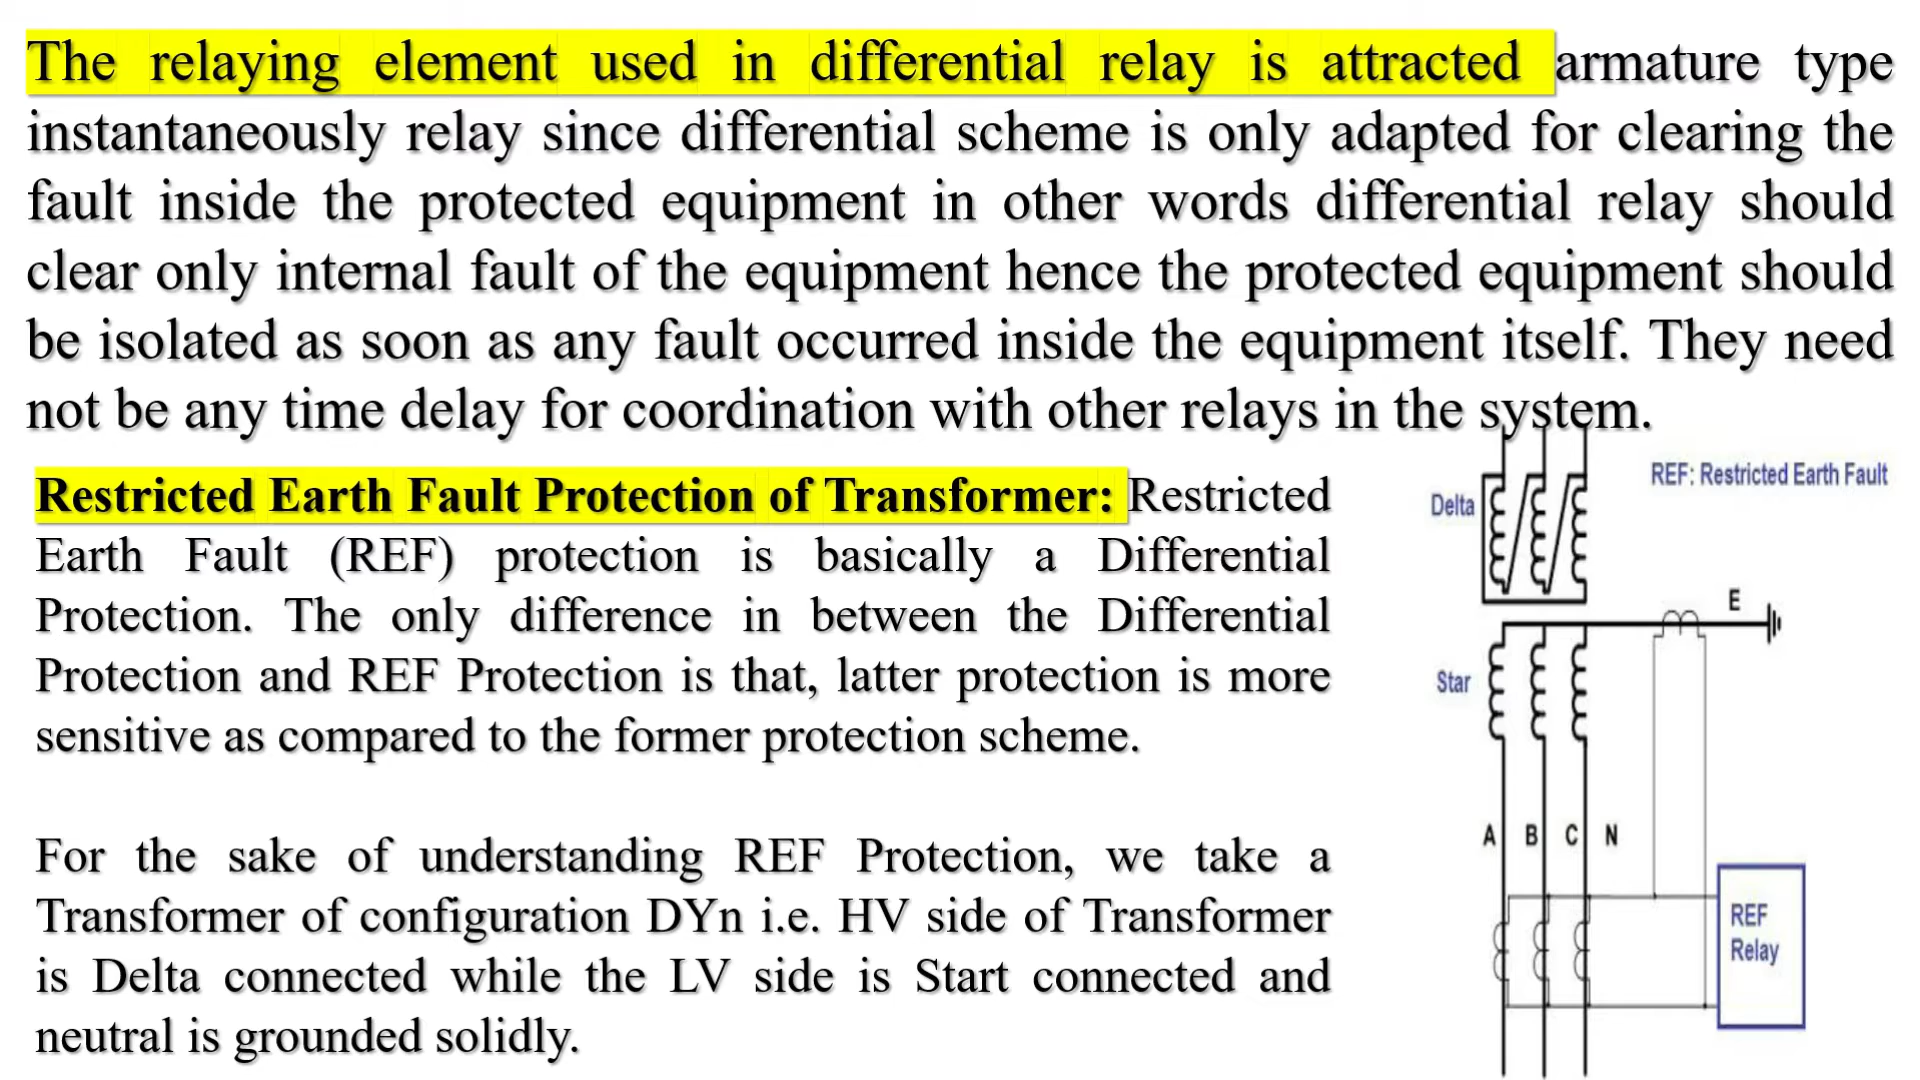 The relaying element used in differential relay is attracted armature type
instantaneously relay since differential scheme is only adapted for clearing the
fault inside the protected equipment in other words differential relay should
clear only internal fault of the equipment hence the protected equipment should
be isolated as soon as any fault occurred inside the equipment itself. They need
not be any time delay for coordination with other relays in the system.
Restricted Earth Fault Protection of Transformer: Restricted
Earth Fault (REF) protection is basically a Differential
Protection. The only difference in between the Differential
Protection and REF Protection is that, latter protection is more
sensitive as compared to the former protection scheme.
For the sake of understanding REF Protection, we take a
Transformer of configuration DYn i.e. HV side of Transformer
is Delta connected while the LV side is Start connected and
neutral is grounded solidly.
REF: Restricted Earth Fault
Delta
E
Star
A B C N
REF
Relay